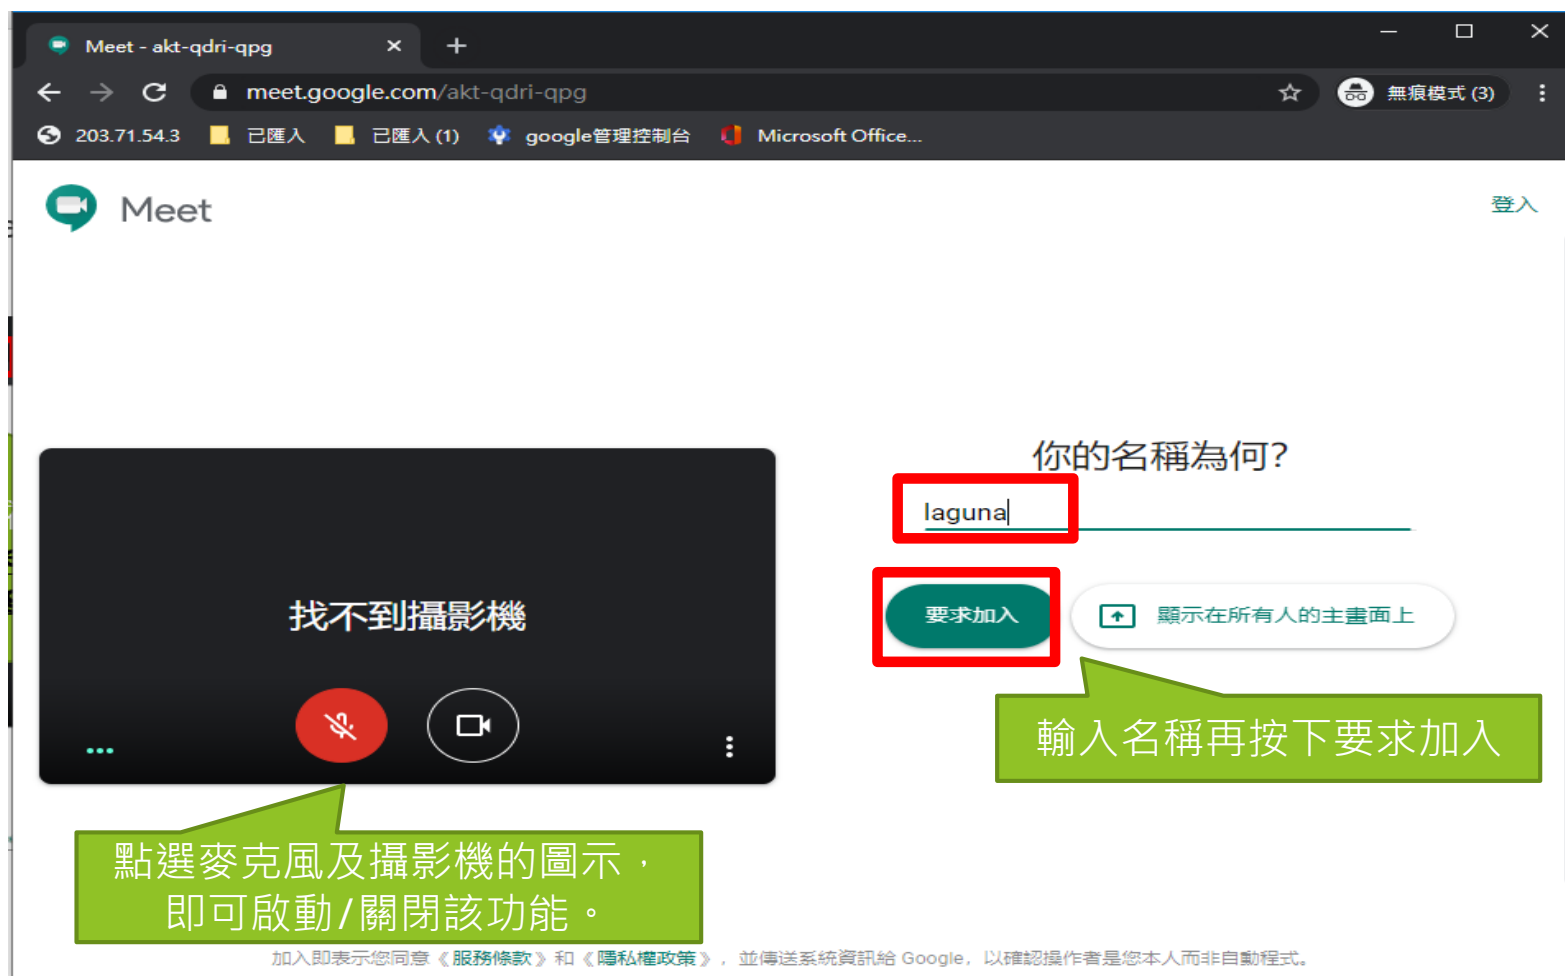 Meet - akt-qdri-qpg
meet.google.com/akt-qdri-qpg
無痕模式 (3)
203.71.54.3 已匯入 已匯入 (1) google管理控制台 Microsoft Office...
Meet
登入
你的名稱為何?
laguna
找不到攝影機
要求加入 顯示在所有人的主畫面上
輸入名稱再按下要求加入
點選麥克風及攝影機的圖示，
即可啟動/關閉該功能。
加入即表示您同意《服務條款》和《隱私權政策》，並傳送系統資訊給 Google，以確認操作者是您本人而非自動程式。